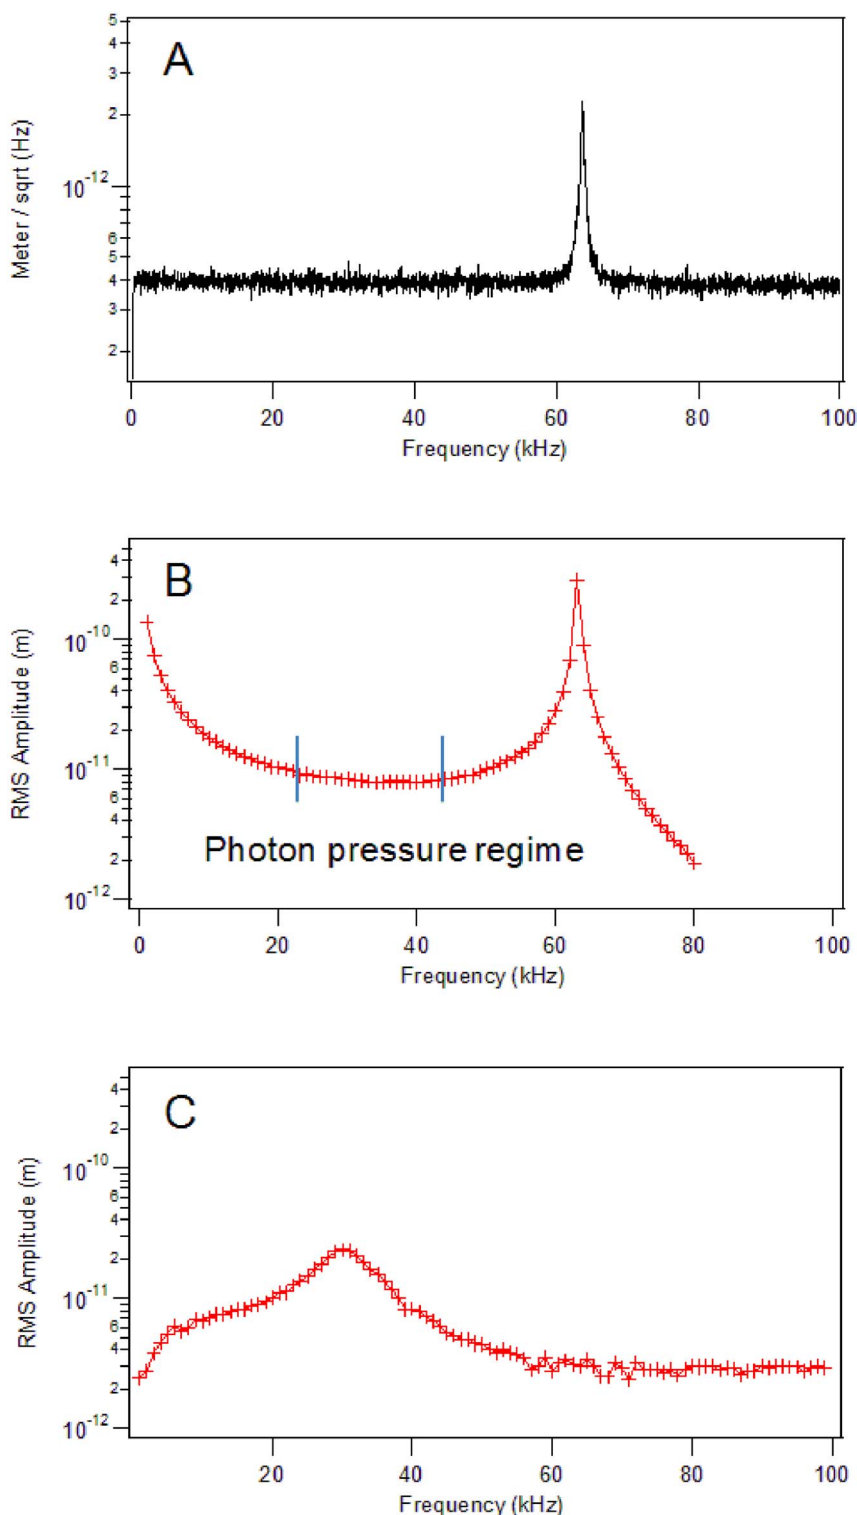 A
Meter / sqrt (Hz)
5
4
3
2
10-12
6
5
4
3
2
0 20 40 60 80 100
Frequency (kHz)
B
RMS Amplitude (m)
4
2
10-10
6
4
2
10-11
6
4
2
10-12
Photon pressure regime
0 20 40 60 80 100
Frequency (kHz)
C
RMS Amplitude (m)
4
2
10-10
6
4
2
10-11
6
4
2
10-12
20 40 60 80 100
Frequency (kHz)